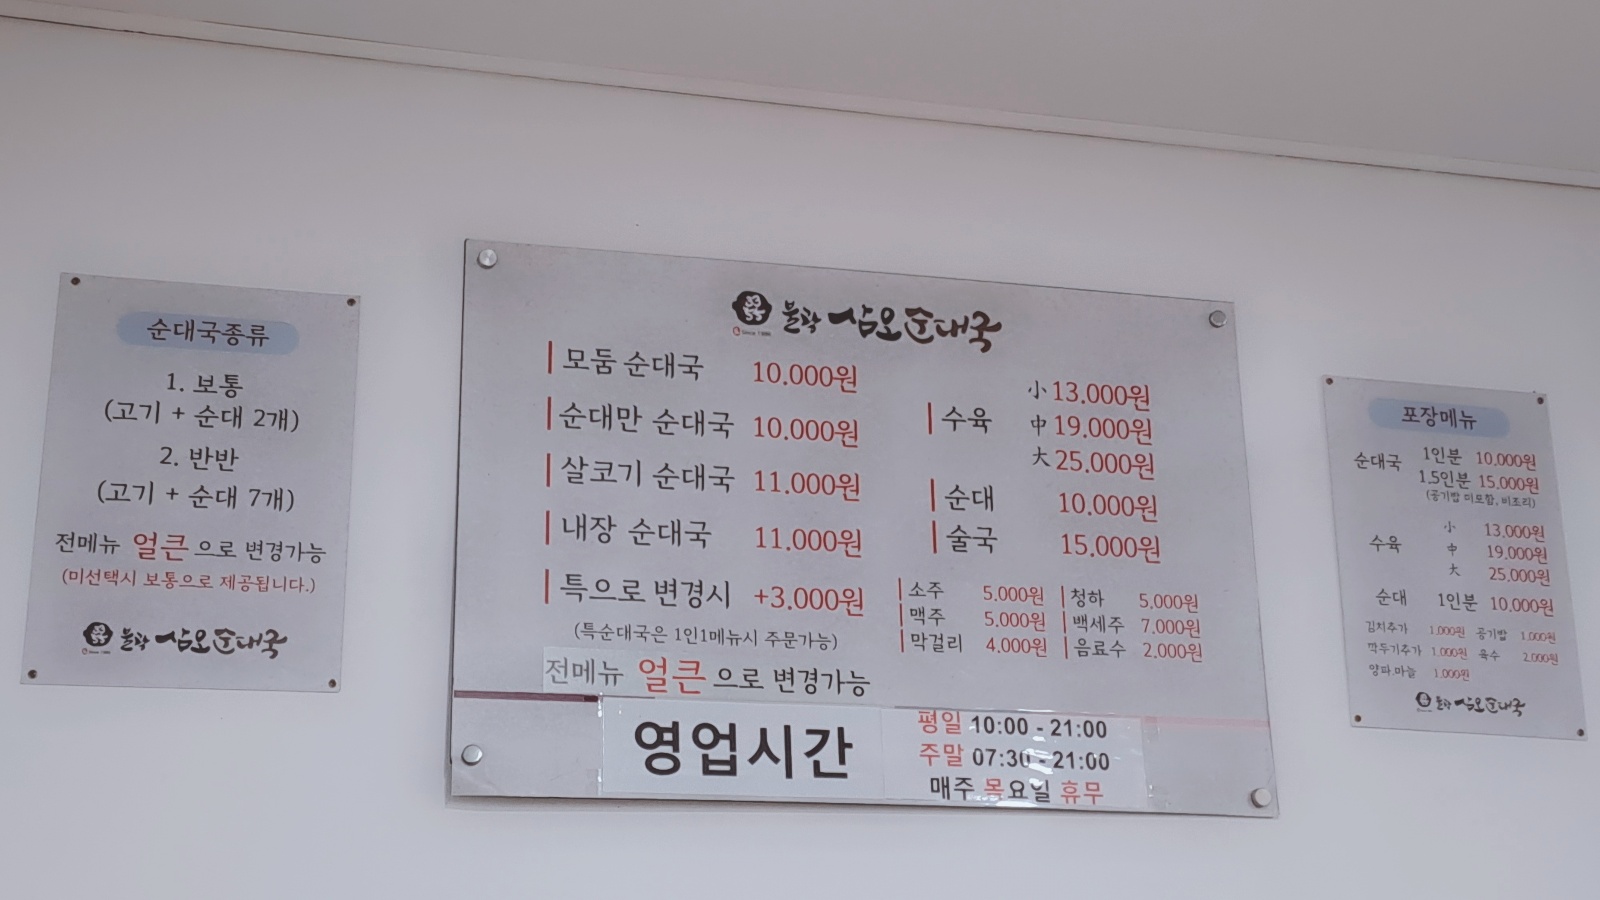 순대국종류
1. 보통
(고기 + 순대 2개)
2. 반반
(고기 + 순대 7개)
전메뉴 얼큰 으로 변경가능
(미선택시 보통으로 제공됩니다.)
불광 삼오순대국
불광 삼오순대국
모둠 순대국 10.000원
순대만 순대국 10.000원
살코기 순대국 11.000원
내장 순대국 11.000원
특으로 변경시 +3.000원
(특순대국은 1인1메뉴시 주문가능)
전메뉴 얼큰 으로 변경가능
수육 小 13.000원
中 19.000원
大 25.000원
순대 10.000원
술국 15.000원
소주 5.000원 청하 5.000원
맥주 5.000원 백세주 7.000원
막걸리 4.000원 음료수 2.000원
영업시간
평일 10:00 - 21:00
주말 07:30 - 21:00
매주 목요일 휴무
포장메뉴
순대국 1인분 10,000원
1.5인분 15,000원
(공기밥 미포함, 비조리)
수육 小 13.000원
中 19.000원
大 25.000원
순대 1인분 10,000원
김치추가 1.000원 공기밥 1.000원
깍두기추가 1.000원 육수 2.000원
양파.마늘 1.000원
불광 삼오순대국